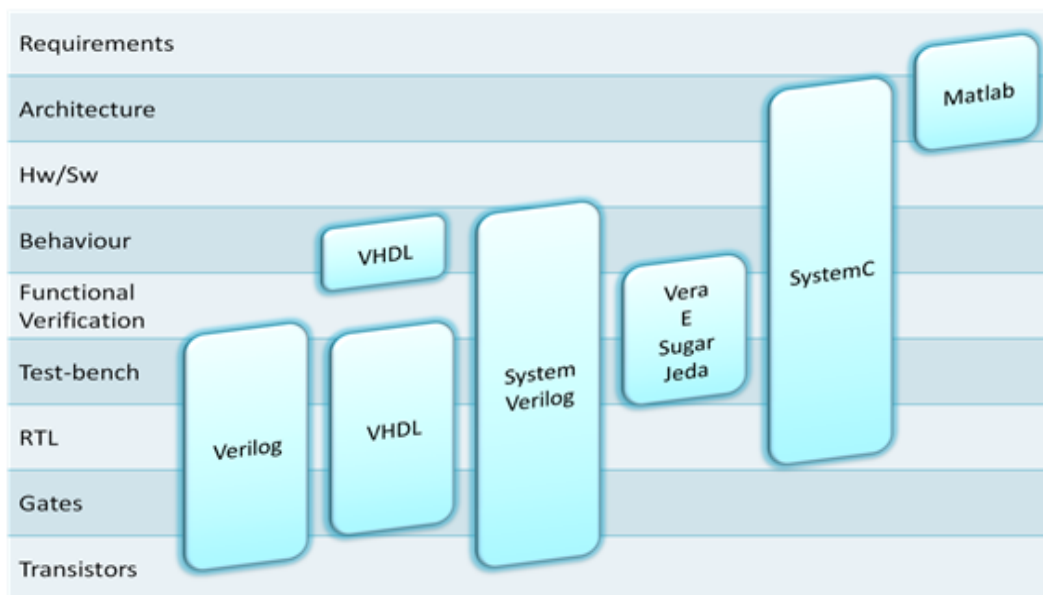 Requirements
Architecture
Hw/Sw
Behaviour
Functional
Verification
Test-bench
RTL
Gates
Transistors
Verilog
VHDL
VHDL
System
Verilog
Vera
E
Sugar
Jeda
SystemC
Matlab